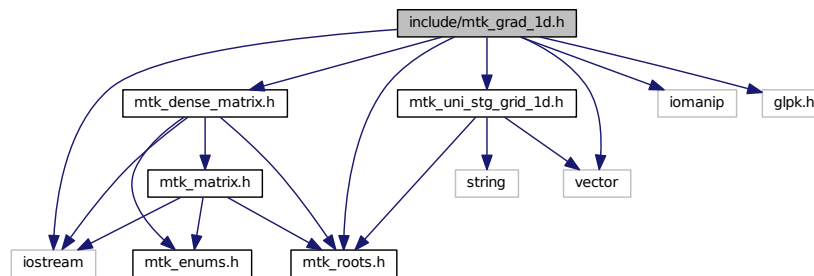 include/mtk_grad_1d.h
mtk_dense_matrix.h
mtk_uni_stg_grid_1d.h
iomanip
glpk.h
mtk_matrix.h
string
vector
iostream
mtk_enums.h
mtk_roots.h